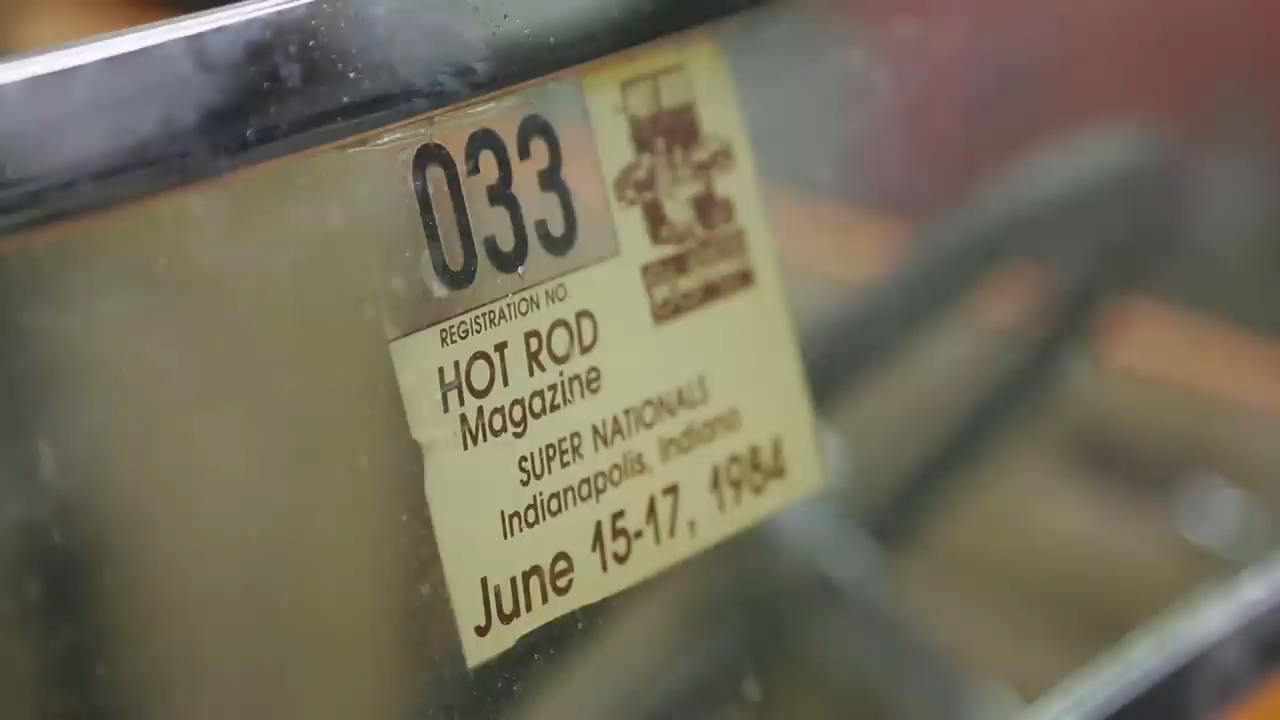 033
REGISTRATION NO.
HOT ROD
Magazine
SUPER NATIONALS
Indianapolis, Indiana
June 15-17, 1984